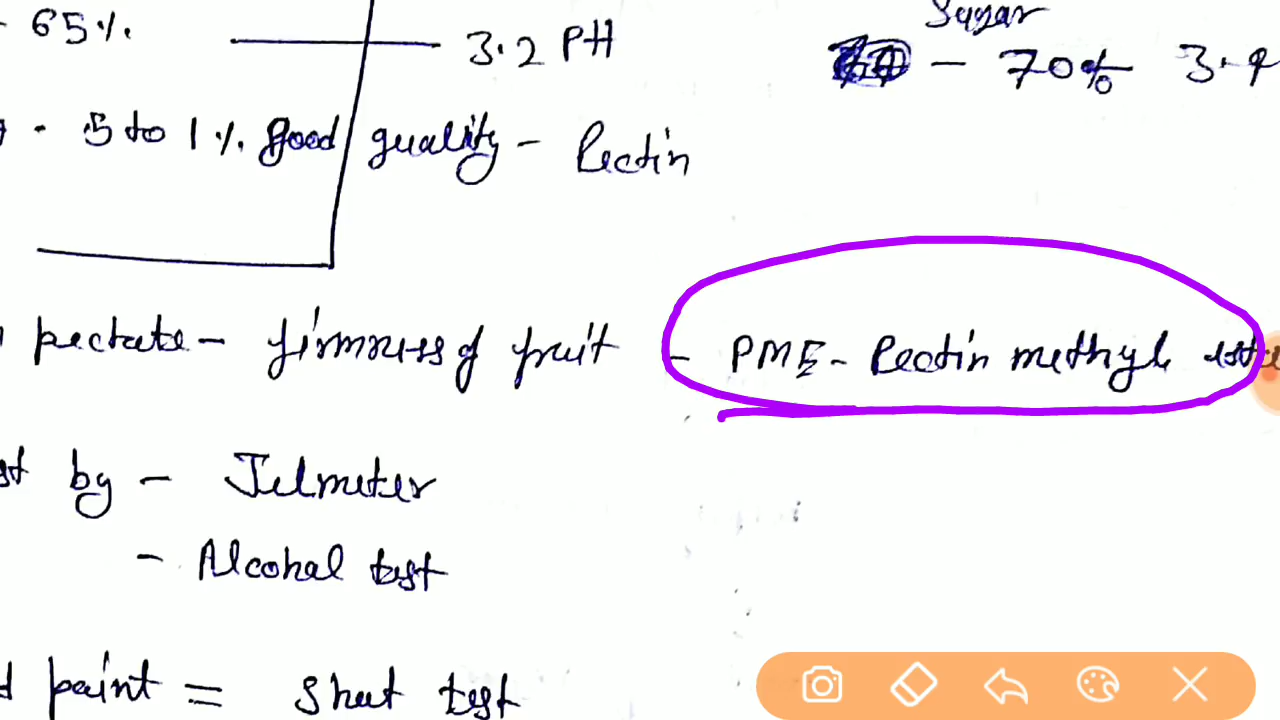 65%.
3.2 PH
Sugar
- 70% 3.4
.5 to 1%. good quality - Pectin
pectate - firmness of fruit
- PME - Pectin methyle
by - Jelmeter
- Alcohal test
paint = Sheet test